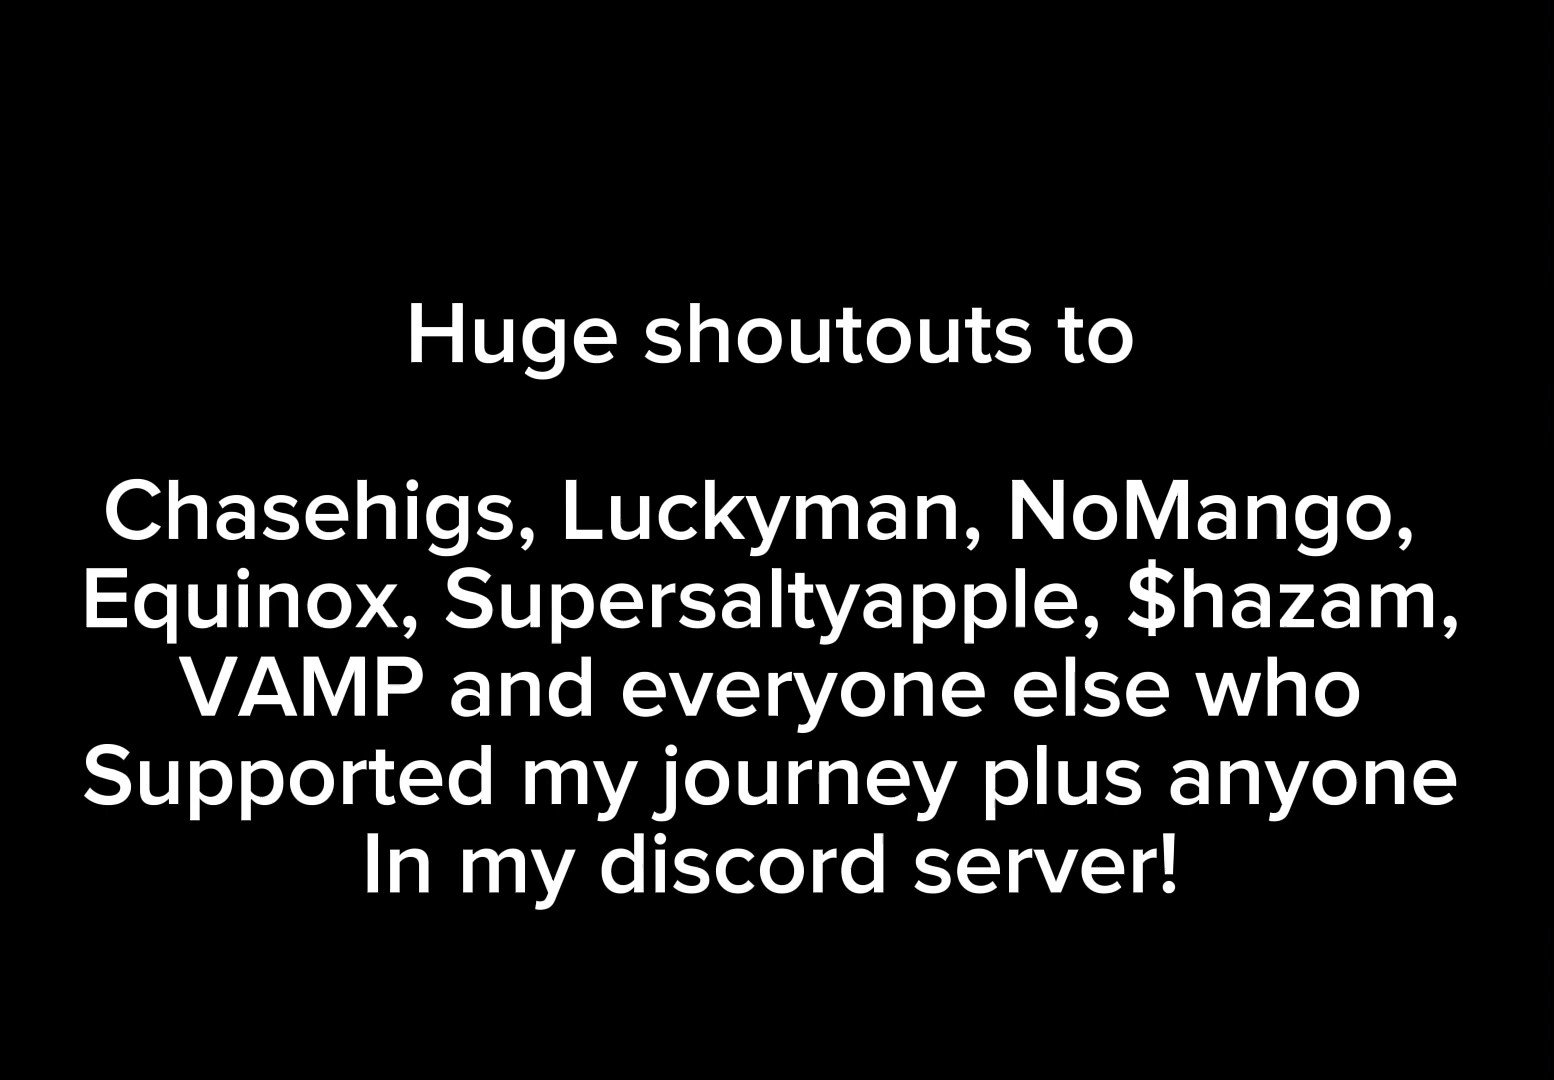 Huge shoutouts to
Chasehigs, Luckyman, NoMango,
Equinox, Supersaltyapple, $hazam,
VAMP and everyone else who
Supported my journey plus anyone
In my discord server!